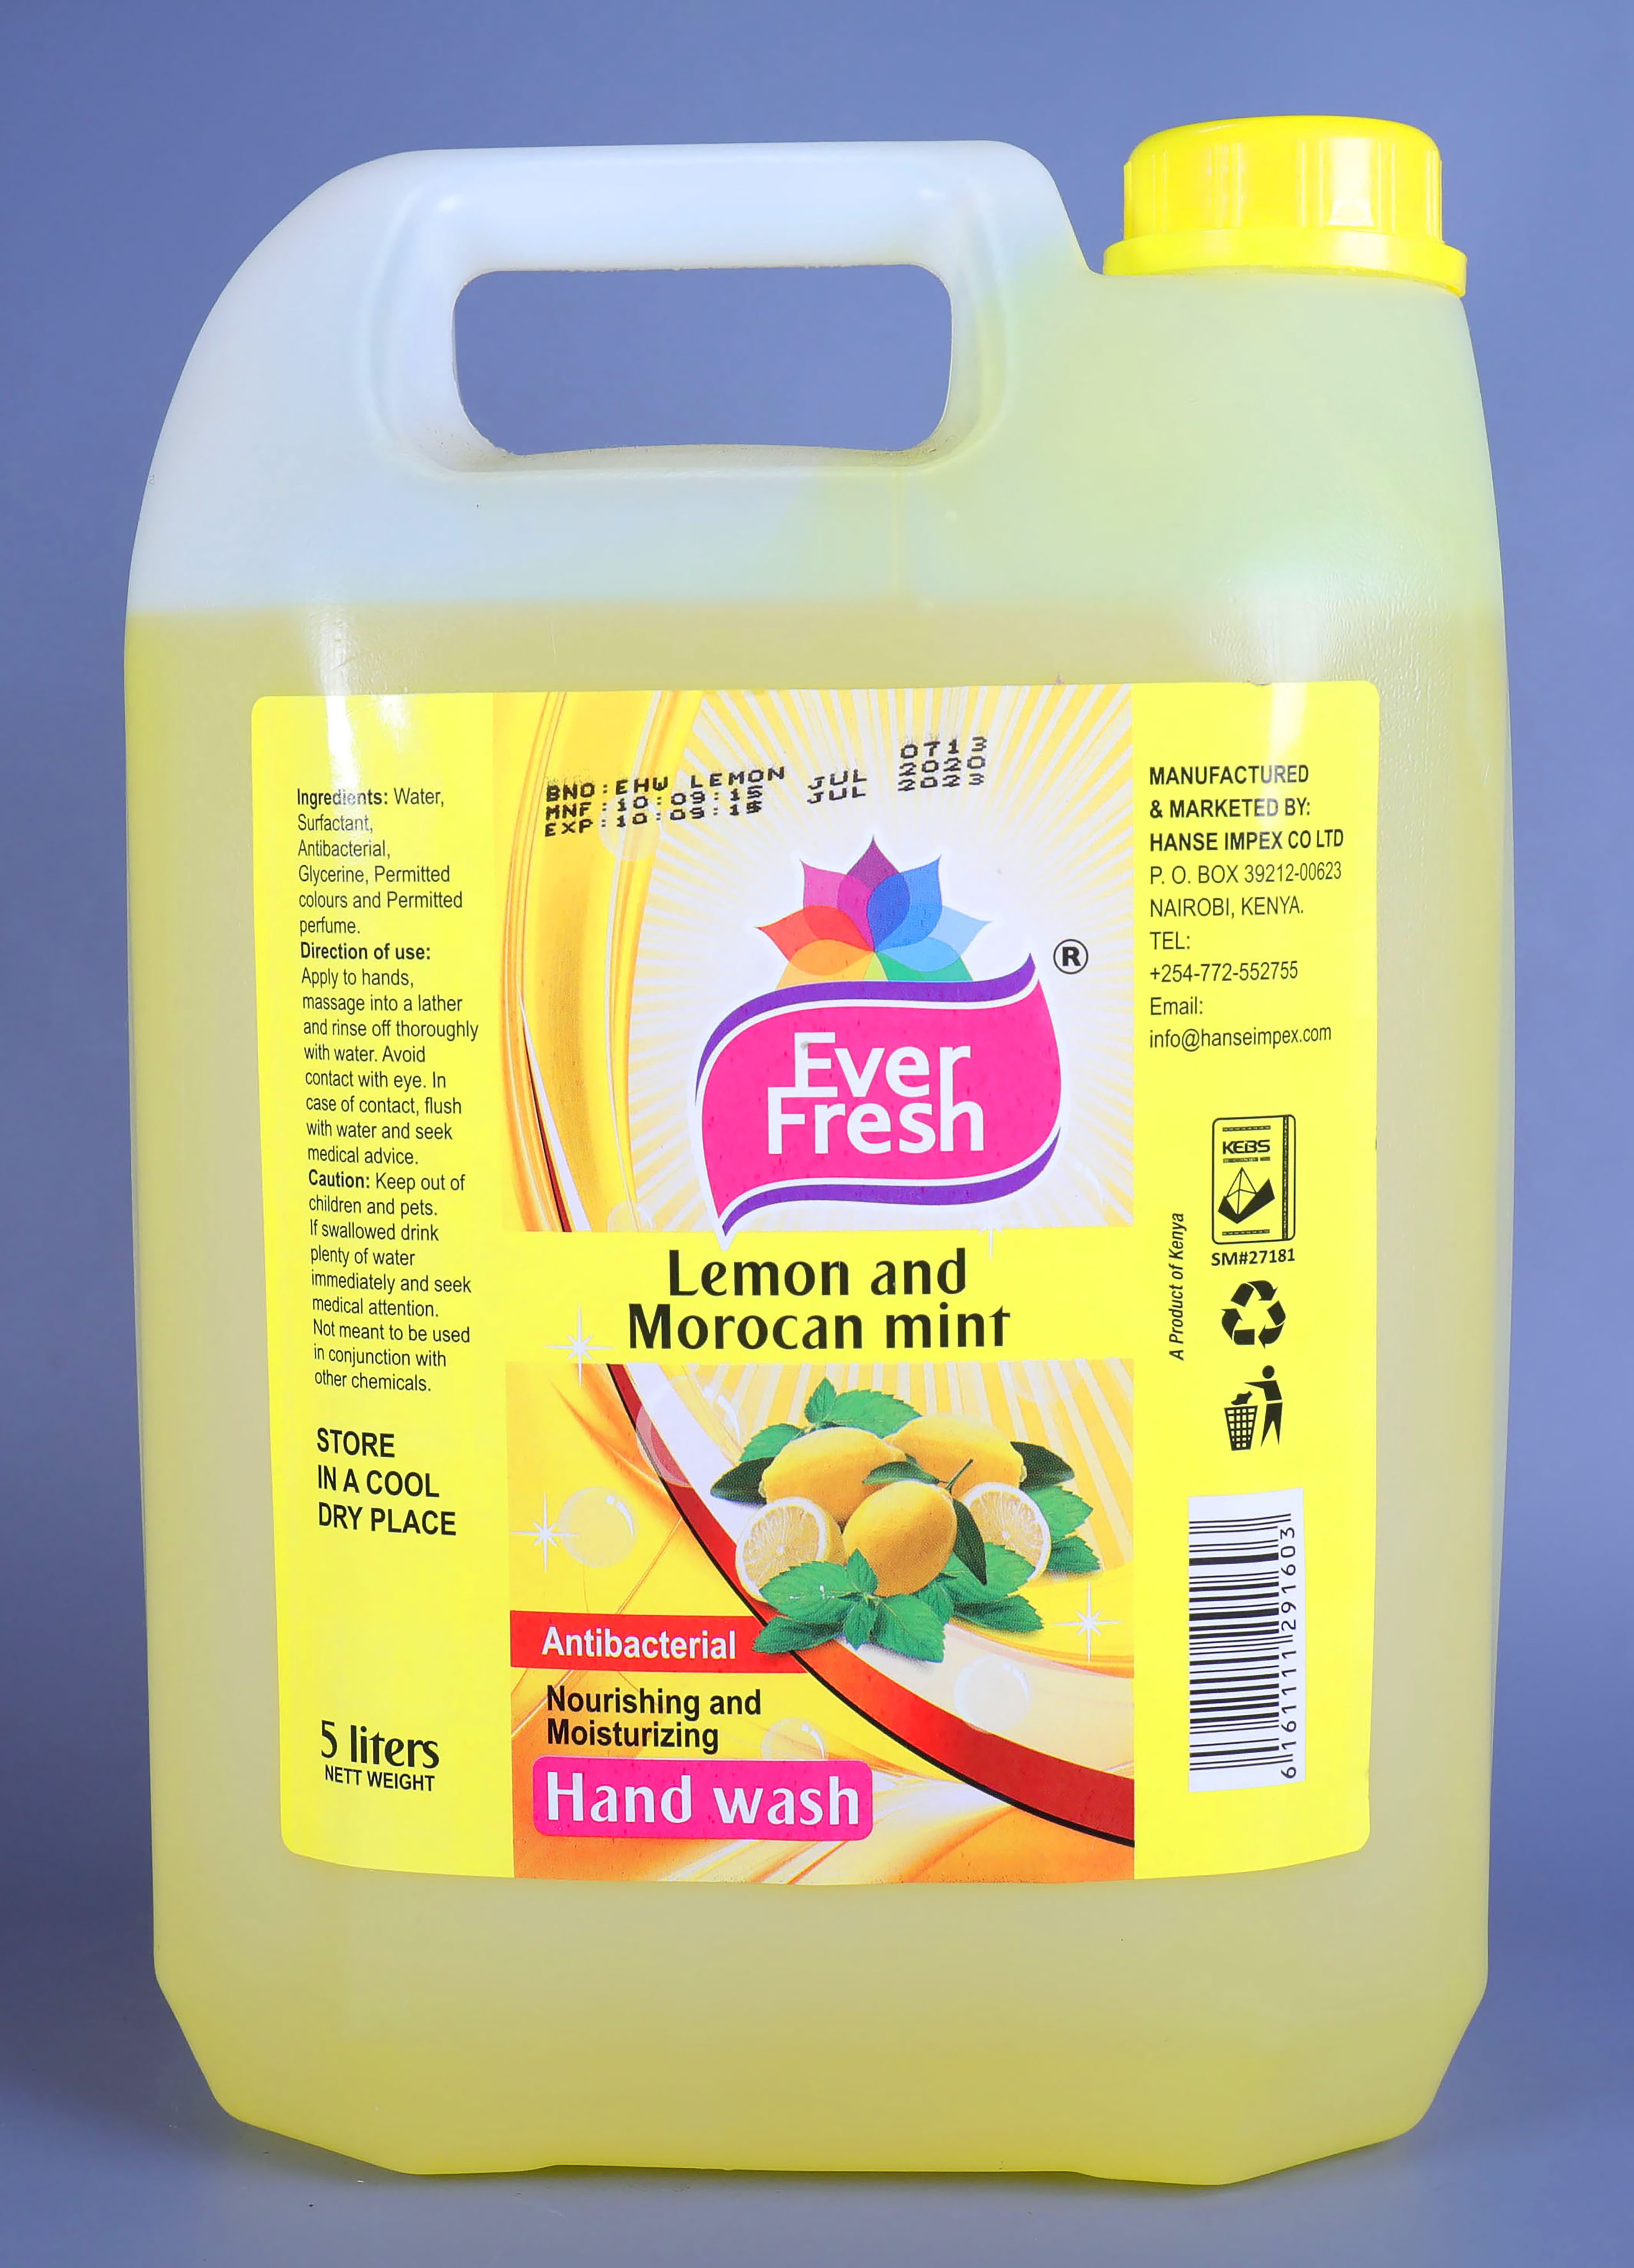 BNO:EHW LEMON 0713
MNF:10:09:15 JUL 2020
EXP:10:09:15 JUL 2023
Ingredients: Water,
Surfactant,
Antibacterial,
Glycerine, Permitted
colours and Permitted
perfume.
Direction of use:
Apply to hands,
massage into a lather
and rinse off thoroughly
with water. Avoid
contact with eye. In
case of contact, flush
with water and seek
medical advice.
Caution: Keep out of
children and pets.
If swallowed drink
plenty of water
immediately and seek
medical attention.
Not meant to be used
in conjunction with
other chemicals.
STORE
IN A COOL
DRY PLACE
5 liters
NETT WEIGHT
®
Ever
Fresh
Lemon and
Morocan mint
Antibacterial
Nourishing and
Moisturizing
Hand wash
MANUFACTURED
& MARKETED BY:
HANSE IMPEX CO LTD
P. O. BOX 39212-00623
NAIROBI, KENYA.
TEL:
+254-772-552755
Email:
info@hanseimpex.com
KEBS
SM#27181
A Product of Kenya
6161111291603